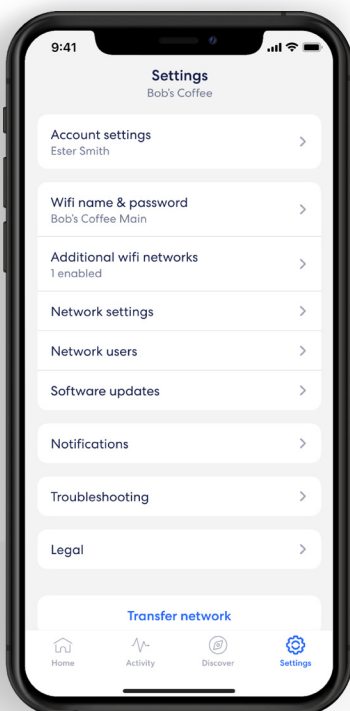 9:41
Settings
Bob's Coffee
Account settings
Ester Smith
Wifi name & password
Bob's Coffee Main
Additional wifi networks
1 enabled
Network settings
Network users
Software updates
Notifications
Troubleshooting
Legal
Transfer network
Home
Activity
Discover
Settings